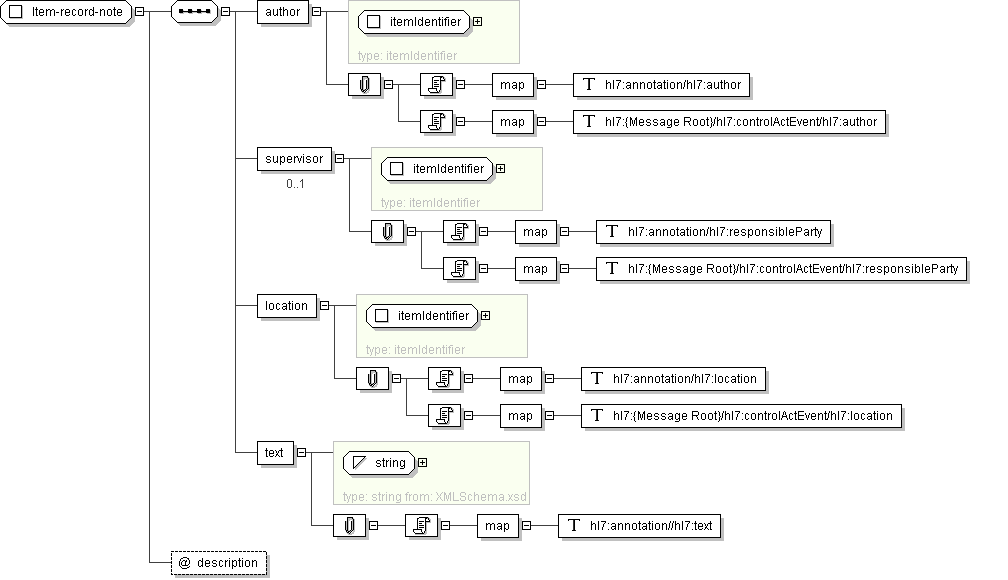 Item-record-note
author
itemIdentifier
type: itemIdentifier
map
hl7:annotation/hl7:author
map
hl7:{Message Root}/hl7:controlActEvent/hl7:author
supervisor
0..1
itemIdentifier
type: itemIdentifier
map
hl7:annotation/hl7:responsibleParty
map
hl7:{Message Root}/hl7:controlActEvent/hl7:responsibleParty
location
itemIdentifier
type: itemIdentifier
map
hl7:annotation/hl7:location
map
hl7:{Message Root}/hl7:controlActEvent/hl7:location
text
string
type: string from: XMLSchema.xsd
map
T hl7:annotation//hl7:text
@ description